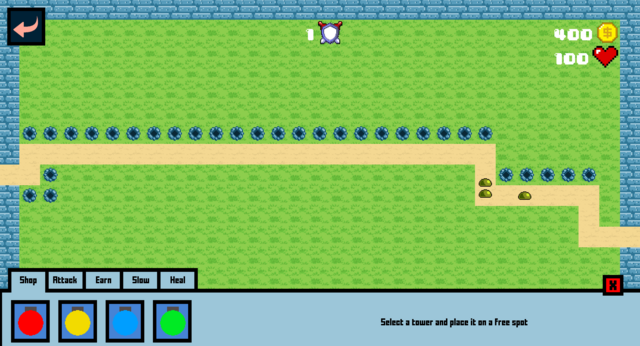 1
400
100
Shop Attack Earn Slow Heal
X
Select a tower and place it on a free spot